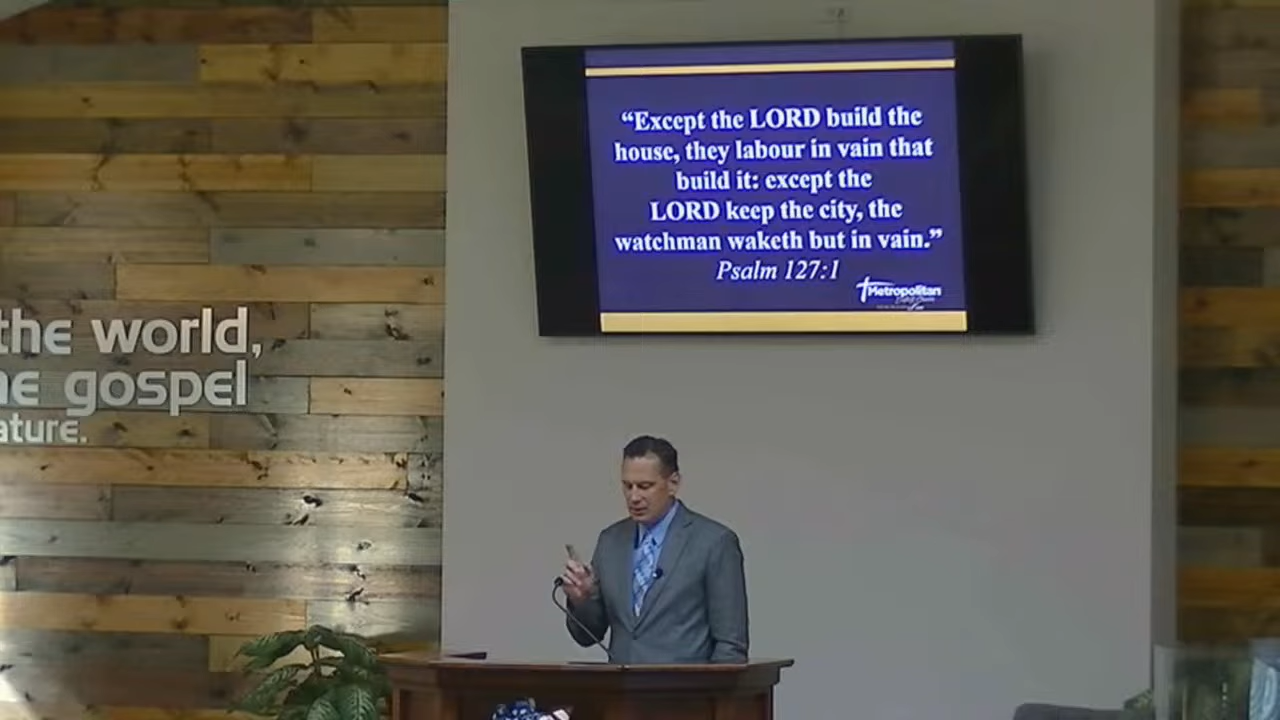 “Except the LORD build the
house, they labour in vain that
build it: except the
LORD keep the city, the
watchman waketh but in vain.”
Psalm 127:1
Metropolitan
the world,
gospel